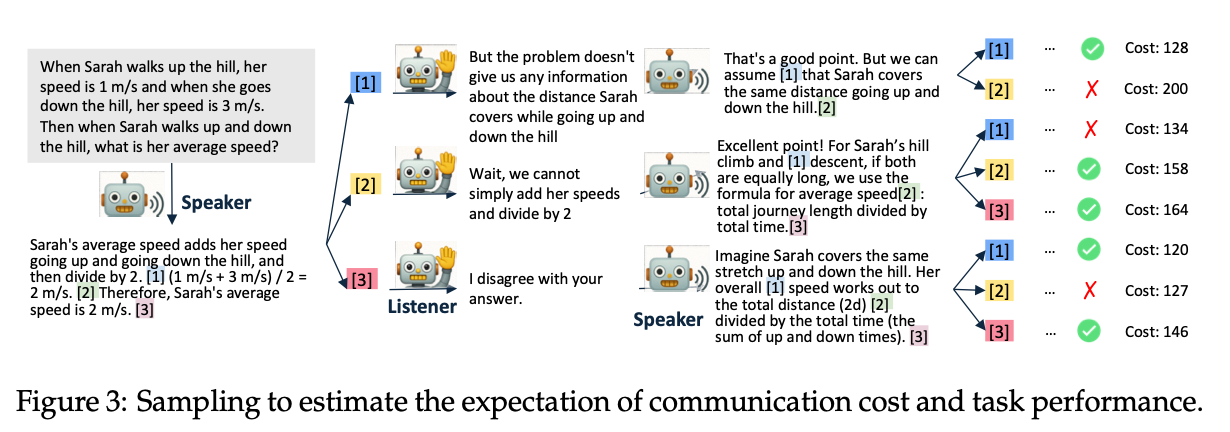 When Sarah walks up the hill, her
speed is 1 m/s and when she goes
down the hill, her speed is 3 m/s.
Then when Sarah walks up and down
the hill, what is her average speed?
Speaker
Sarah's average speed adds her speed
going up and going down the hill, and
then divide by 2. [1] (1 m/s + 3 m/s) / 2 =
2 m/s. [2] Therefore, Sarah's average
speed is 2 m/s. [3]
[1]
But the problem doesn't
give us any information
about the distance Sarah
covers while going up and
down the hill
[2]
Wait, we cannot
simply add her speeds
and divide by 2
[3]
I disagree with your
answer.
Listener
That's a good point. But we can
assume [1] that Sarah covers
the same distance going up and
down the hill.[2]
Excellent point! For Sarah's hill
climb and [1] descent, if both
are equally long, we use the
formula for average speed[2] :
total journey length divided by
total time.[3]
Imagine Sarah covers the same
stretch up and down the hill. Her
overall [1] speed works out to
the total distance (2d) [2]
divided by the total time (the
sum of up and down times). [3]
Speaker
[1] ... Cost: 128
[2] ... Cost: 200
[1] ... Cost: 134
[2] ... Cost: 158
[3] ... Cost: 164
[1] ... Cost: 120
[2] ... Cost: 127
[3] ... Cost: 146
Figure 3: Sampling to estimate the expectation of communication cost and task performance.